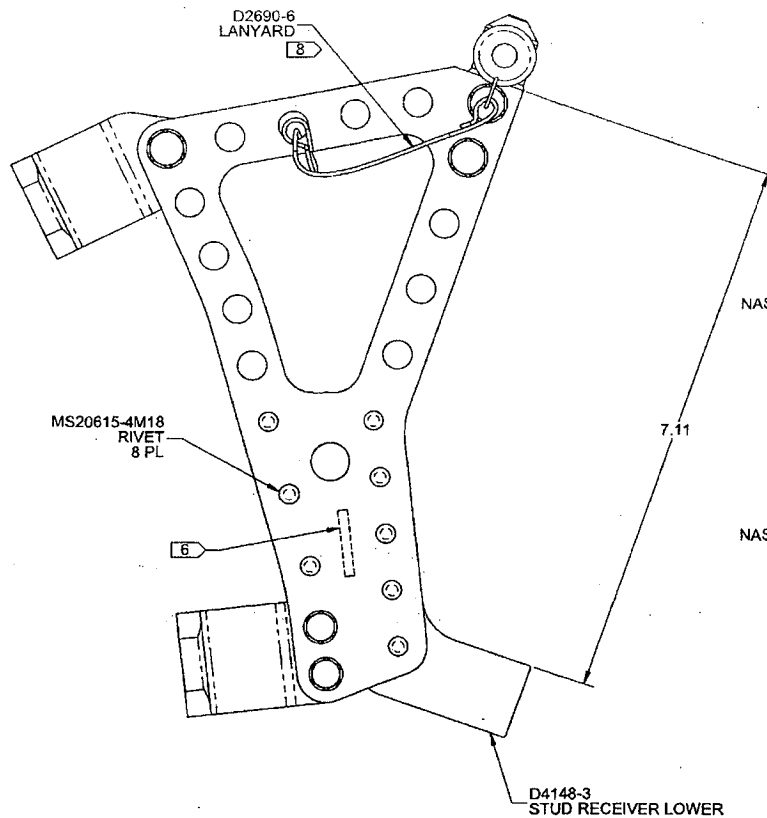 D2690-6
LANYARD
8
NAS
7.11
MS20615-4M18
RIVET
8 PL
NAS
6
D4148-3
STUD RECEIVER LOWER